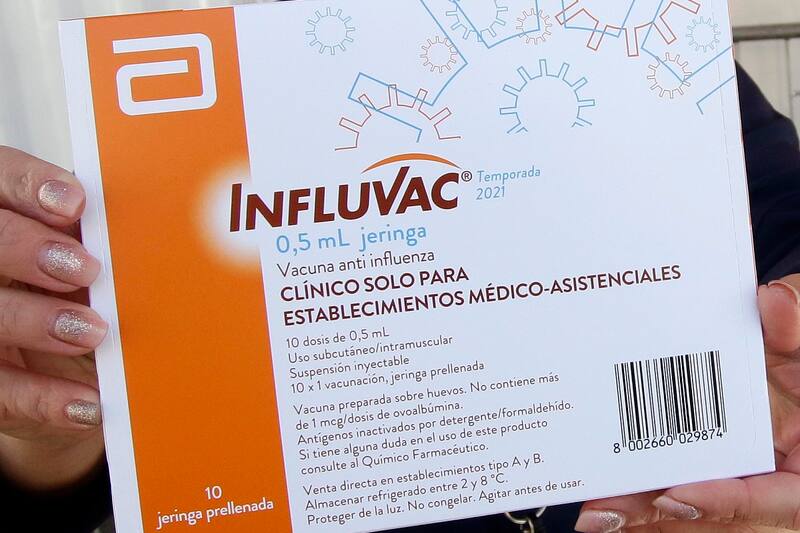 INFLUVAC® Temporada
2021
0,5 mL jeringa
Vacuna anti influenza
CLÍNICO SOLO PARA
ESTABLECIMIENTOS MÉDICO-ASISTENCIALES
10 dosis de 0,5 mL
Uso subcutáneo/intramuscular
Suspensión inyectable
10 x 1 vacunación, jeringa prellenada
Vacuna preparada sobre huevos. No contiene más
de 1 mcg/dosis de ovoalbúmina.
Antígenos inactivados por detergente/formaldehído.
Si tiene alguna duda en el uso de este producto
consulte al Químico Farmacéutico.
Venta directa en establecimientos tipo A y B.
Almacenar refrigerado entre 2 y 8 °C.
Proteger de la luz. No congelar. Agitar antes de usar.
10
jeringa prellenada
8 002660 029874